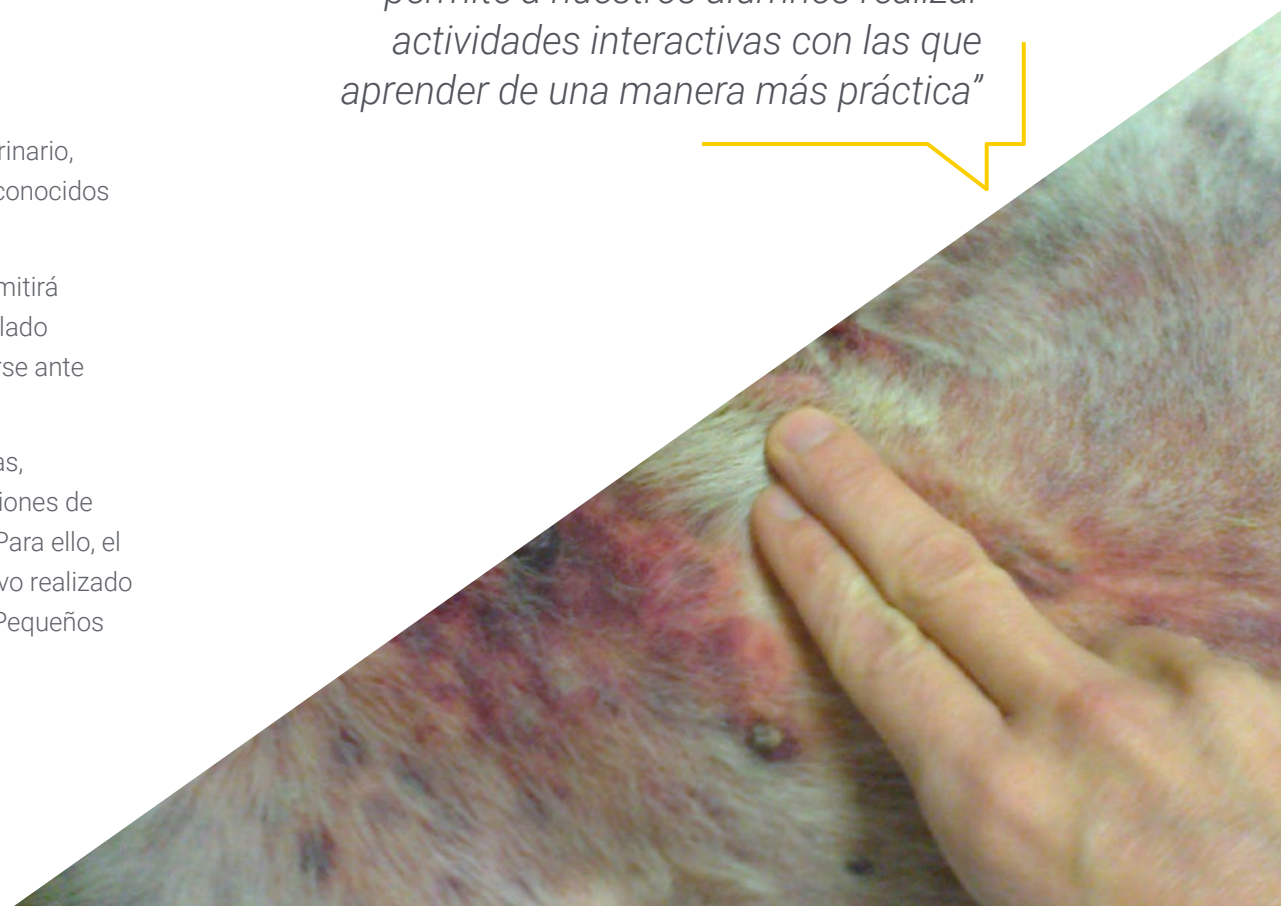 actividades interactivas con las que
aprender de una manera más práctica”
rinario,
conocidos
mitirá
lado
rse ante
as,
iones de
Para ello, el
vo realizado
Pequeños